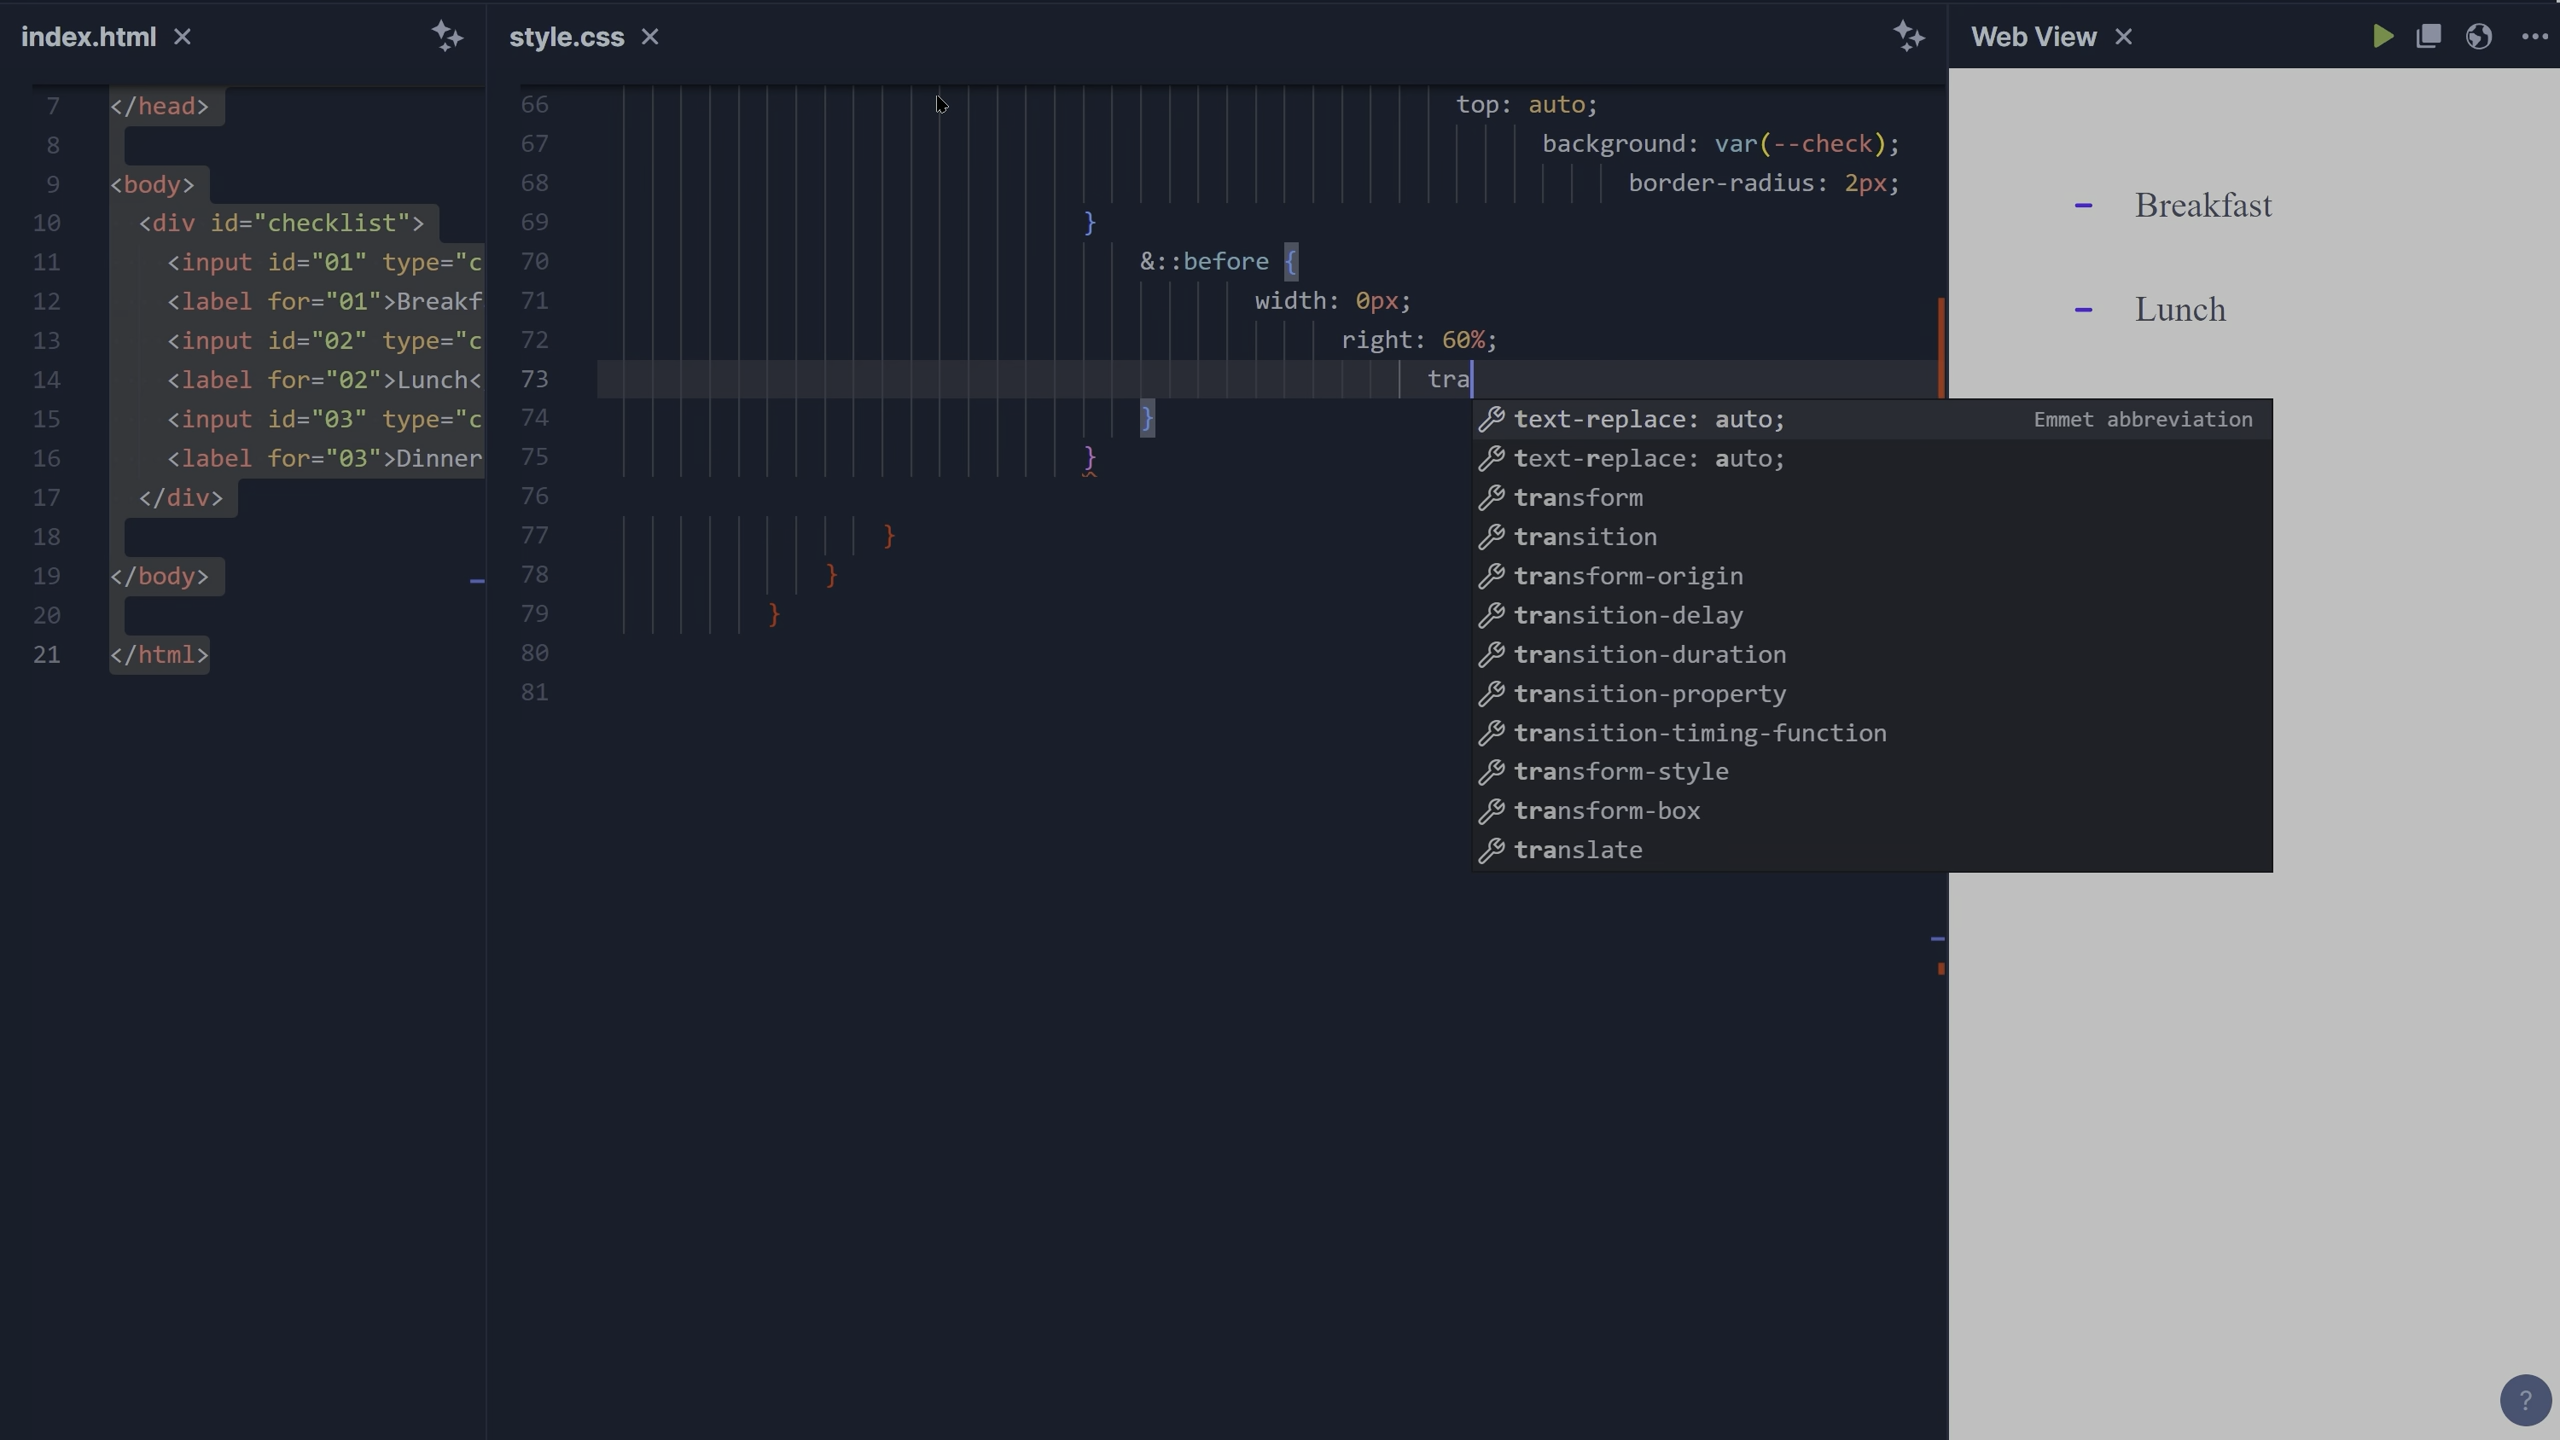 index.html
style.css
Web View
7 </head>
8
9 <body>
10 <div id="checklist">
11 <input id="01" type="c
12 <label for="01">Breakf
13 <input id="02" type="c
14 <label for="02">Lunch<
15 <input id="03" type="c
16 <label for="03">Dinner
17 </div>
18
19 </body>
20
21 </html>
66 top: auto;
67 background: var(--check);
68 border-radius: 2px;
69 }
70 &::before {
71 width: 0px;
72 right: 60%;
73 tra
74 }
75 }
76
77 }
78 }
79 }
80
81
text-replace: auto; Emmet abbreviation
text-replace: auto;
transform
transition
transform-origin
transition-delay
transition-duration
transition-property
transition-timing-function
transform-style
transform-box
translate
- Breakfast
- Lunch
?